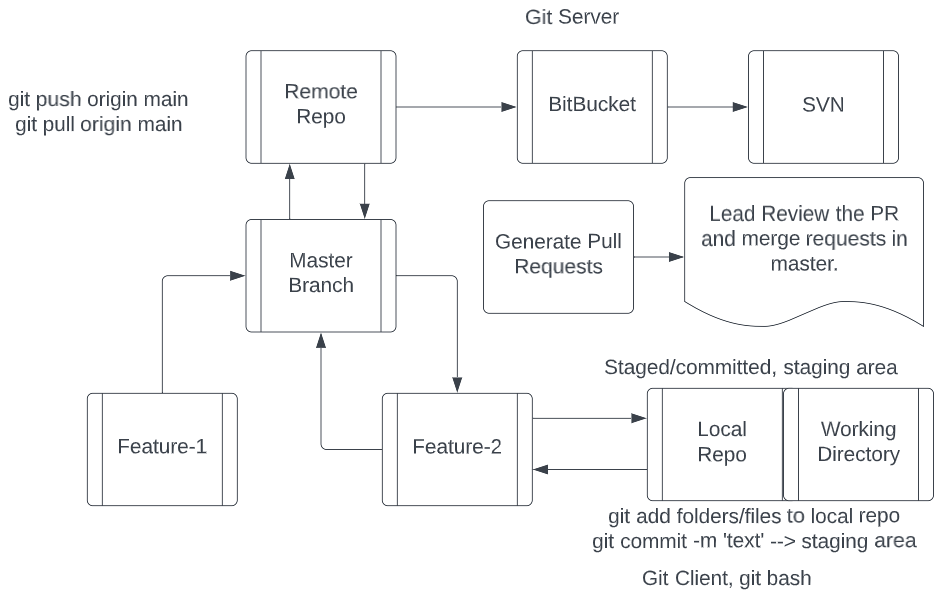 Git Server
git push origin main
git pull origin main
Remote
Repo
BitBucket
SVN
Master
Branch
Generate Pull
Requests
Lead Review the PR
and merge requests in
master.
Staged/committed, staging area
Feature-1
Feature-2
Local
Repo
Working
Directory
git add folders/files to local repo
git commit -m 'text' --> staging area
Git Client, git bash